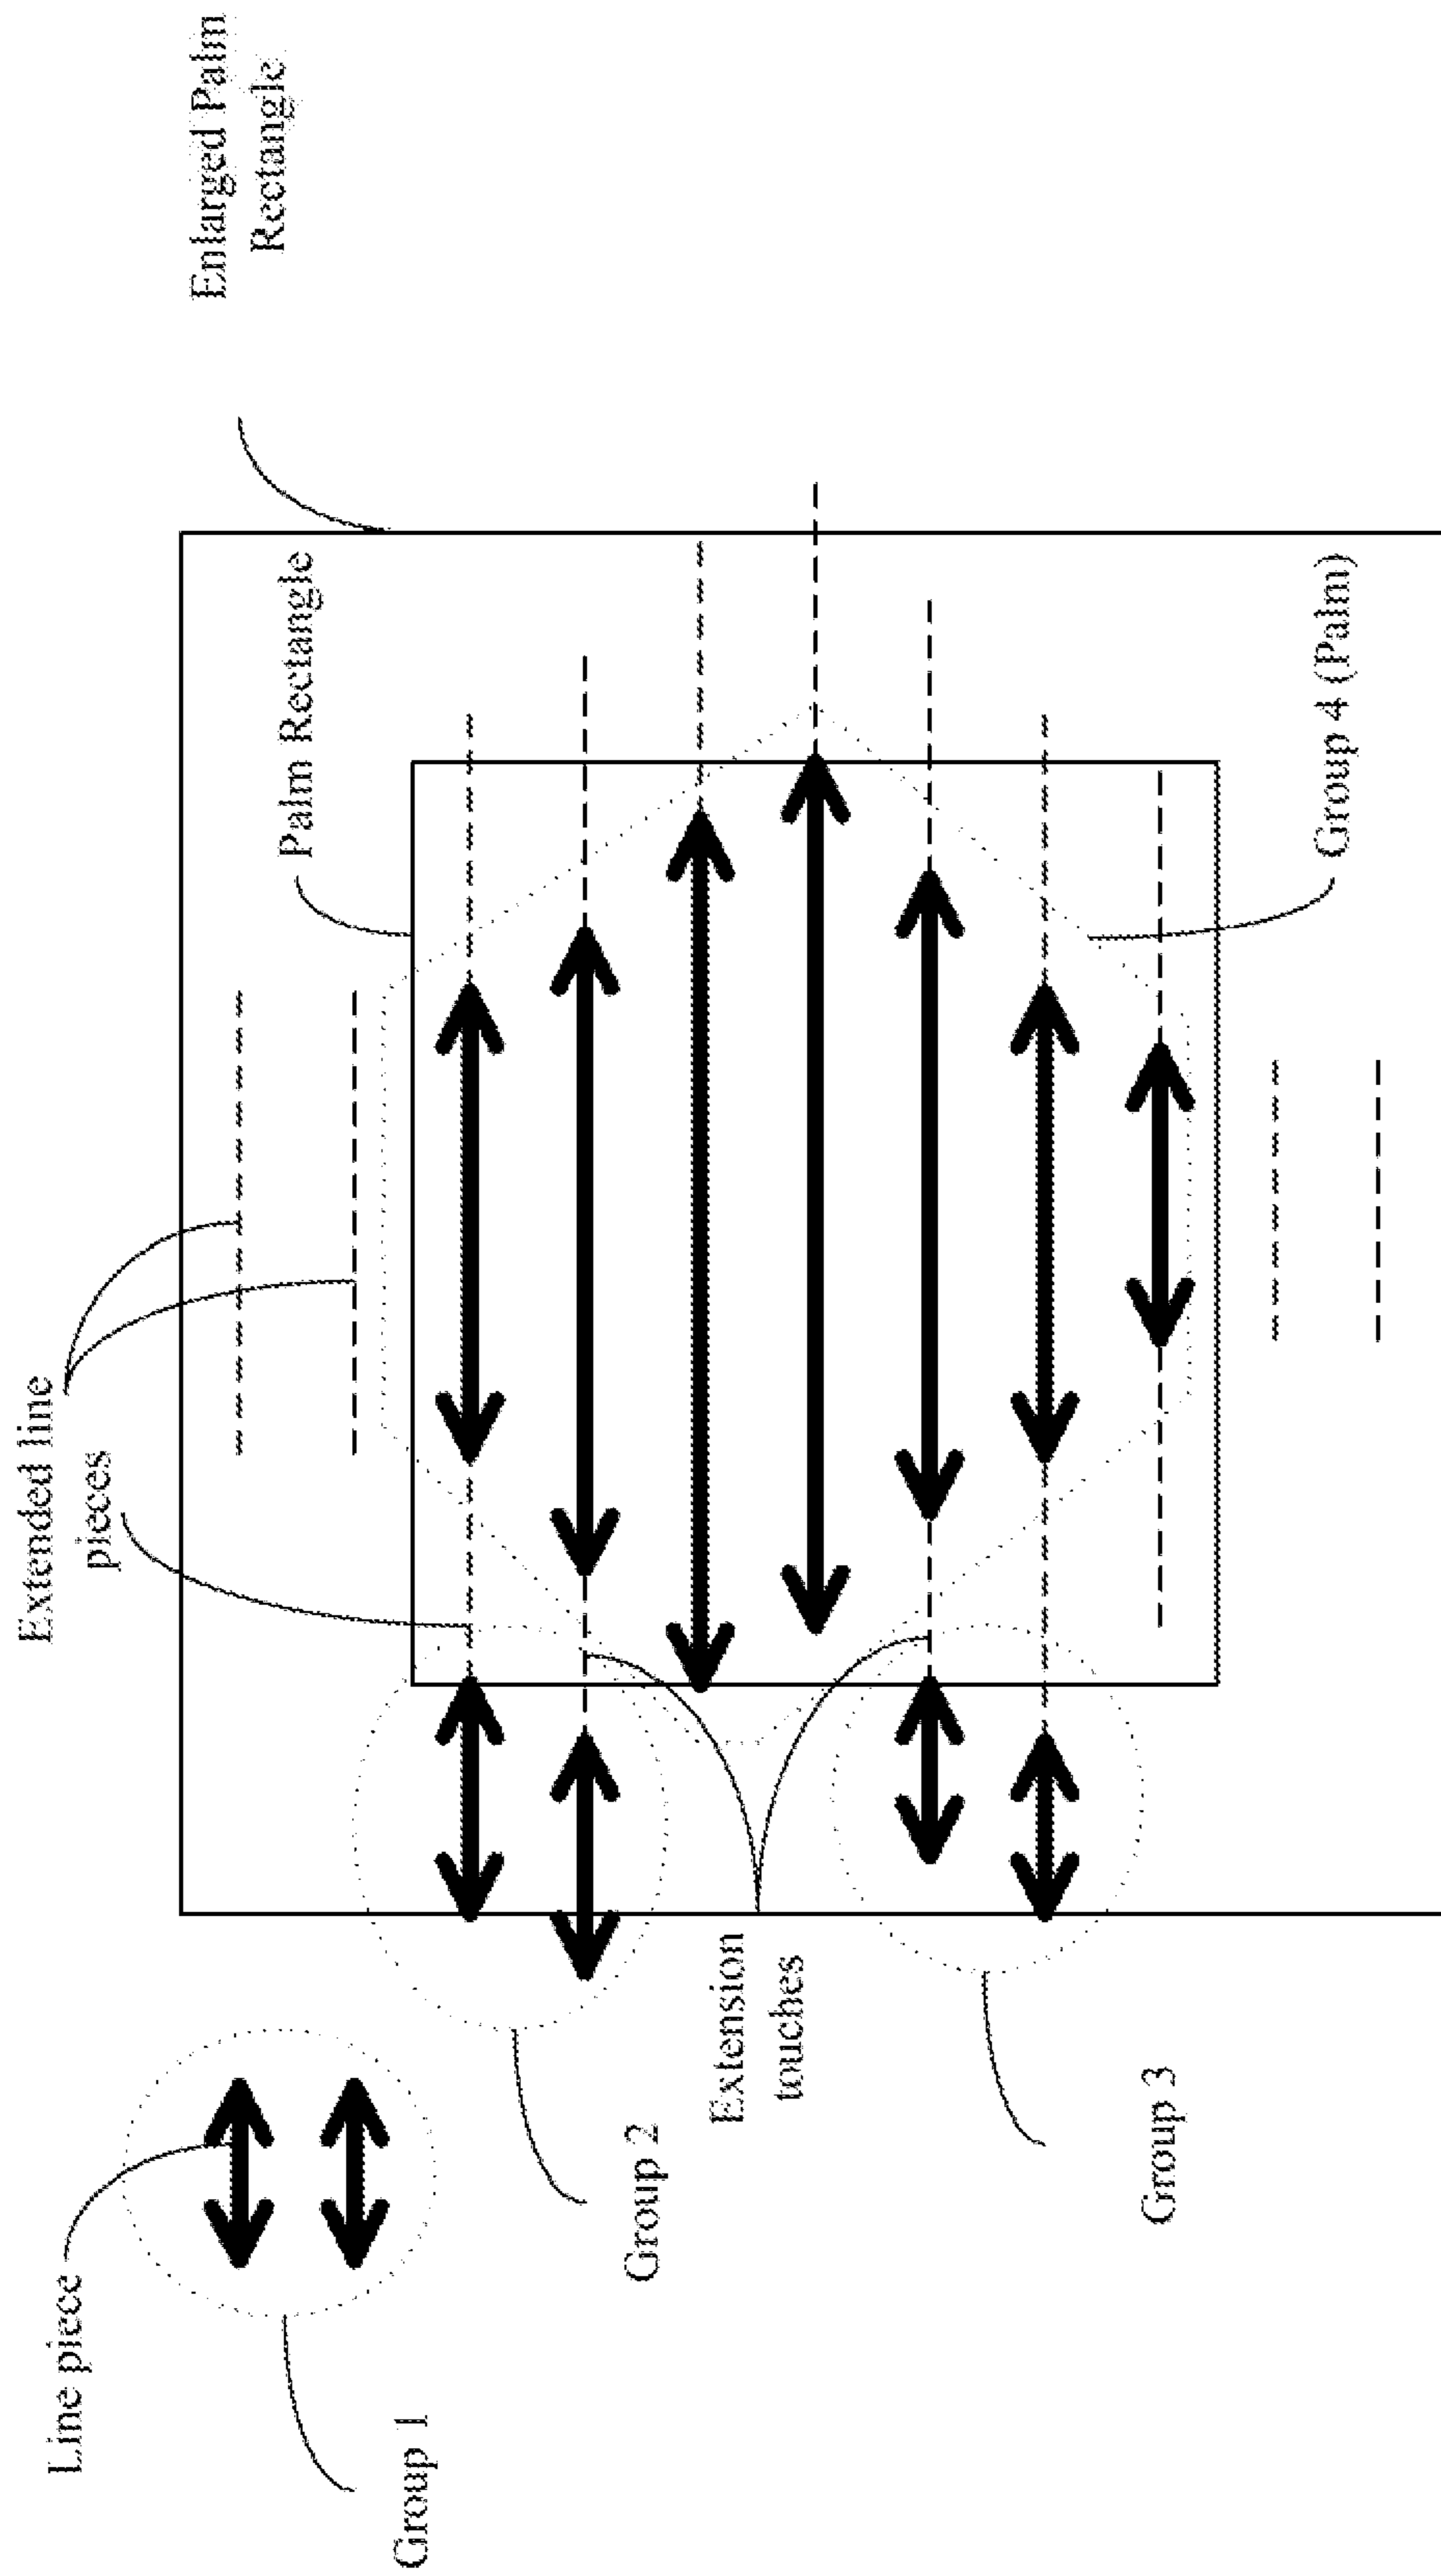 Line piece
Group 1
Extended line
pieces
Group 2
Extension
touches
Group 3
Palm Rectangle
Enlarged Palm
Rectangle
Group 4 (Palm)